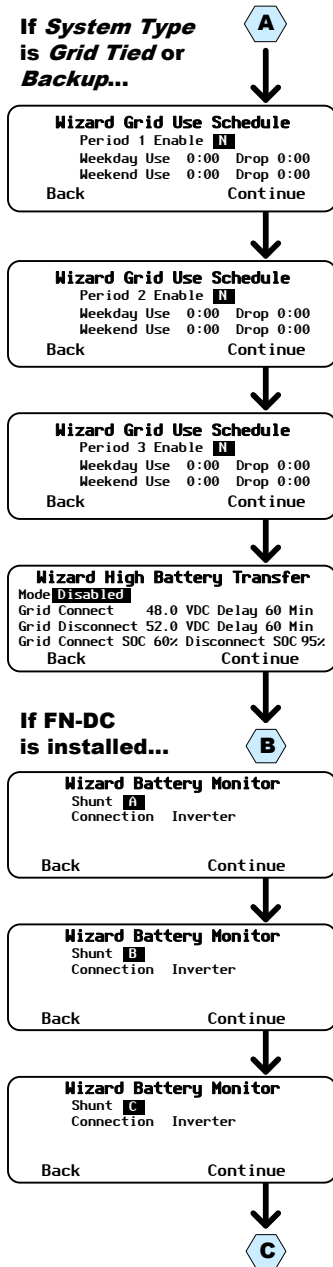 If System Type
is Grid Tied or
Backup...
A
Wizard Grid Use Schedule
Period 1 Enable N
Weekday Use 0:00 Drop 0:00
Weekend Use 0:00 Drop 0:00
Back Continue
Wizard Grid Use Schedule
Period 2 Enable N
Weekday Use 0:00 Drop 0:00
Weekend Use 0:00 Drop 0:00
Back Continue
Wizard Grid Use Schedule
Period 3 Enable N
Weekday Use 0:00 Drop 0:00
Weekend Use 0:00 Drop 0:00
Back Continue
Wizard High Battery Transfer
Mode Disabled
Grid Connect 48.0 VDC Delay 60 Min
Grid Disconnect 52.0 VDC Delay 60 Min
Grid Connect SOC 60% Disconnect SOC 95%
Back Continue
If FN-DC
is installed...
B
Wizard Battery Monitor
Shunt A
Connection Inverter
Back Continue
Wizard Battery Monitor
Shunt B
Connection Inverter
Back Continue
Wizard Battery Monitor
Shunt C
Connection Inverter
Back Continue
C